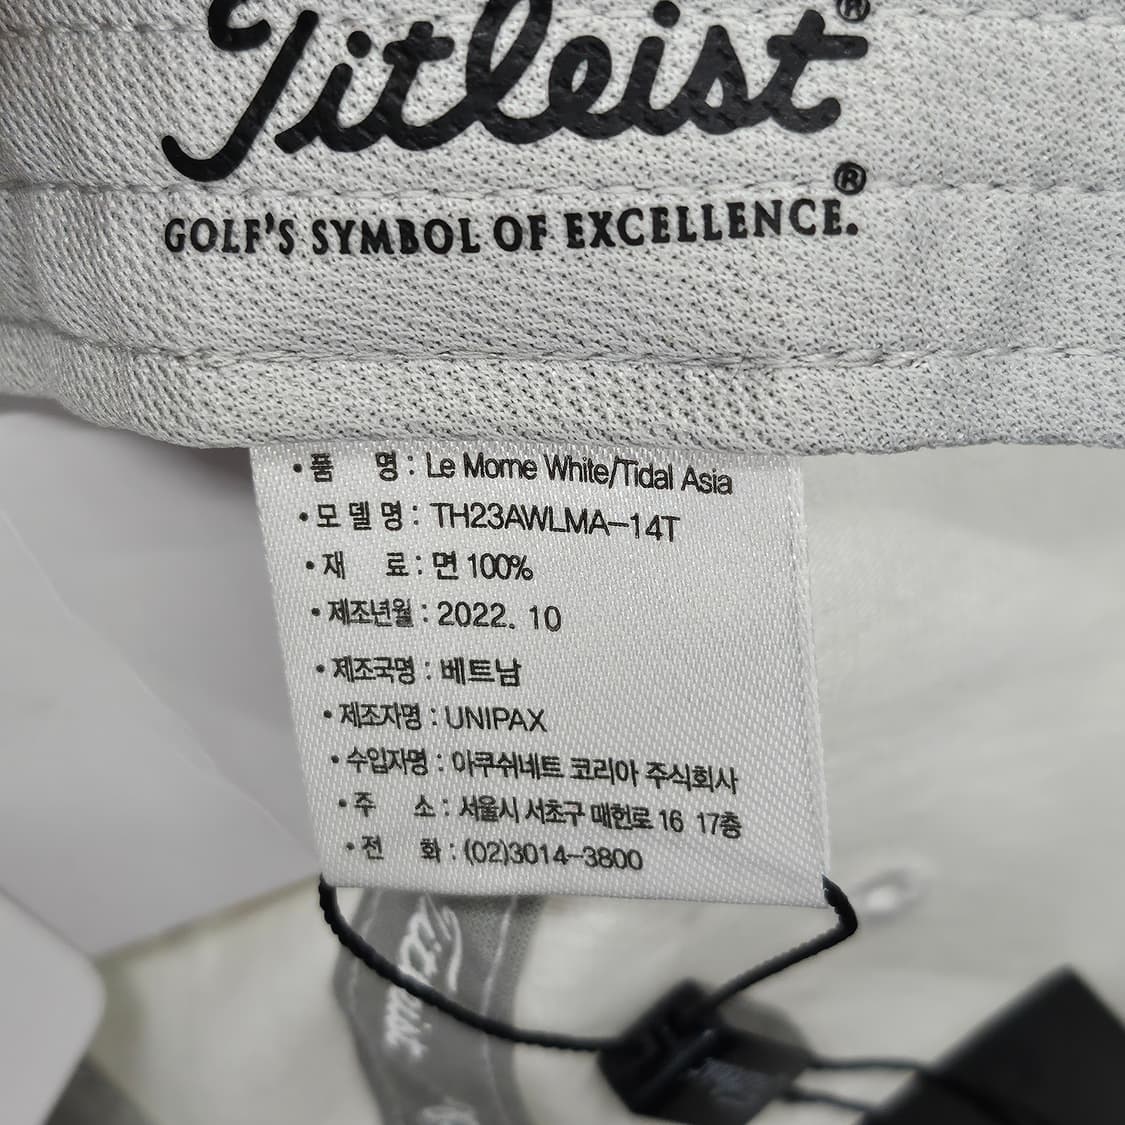 Titleist®
GOLF'S SYMBOL OF EXCELLENCE.®
• 품 명 : Le Morne White/Tidal Asia
• 모 델 명 : TH23AWLMA-14T
• 재 료 : 면 100%
• 제조년월 : 2022. 10
• 제조국명 : 베트남
• 제조자명 : UNIPAX
• 수입자명 : 아쿠쉬네트 코리아 주식회사
• 주 소 : 서울시 서초구 매헌로 16 17층
• 전 화 : (02)3014-3800
Titleist